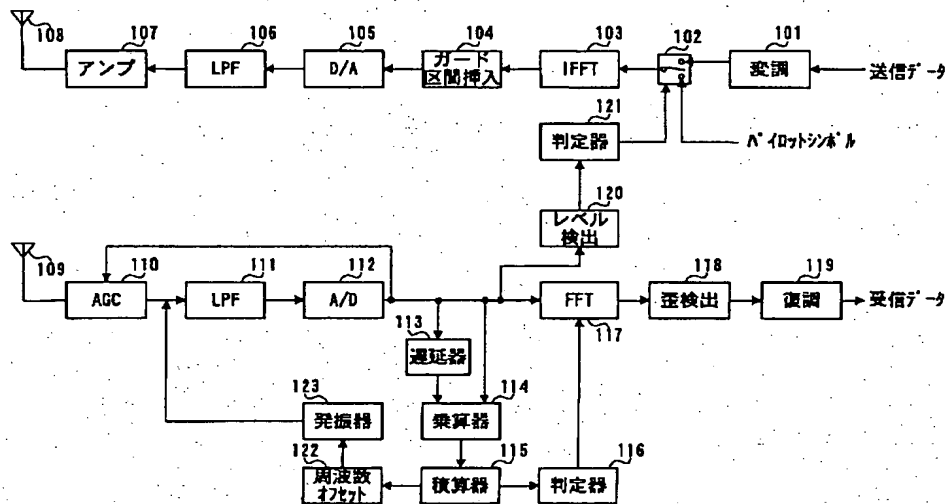 108
107
106
105
104
103
102
101
アンプ
LPF
D/A
ガード
区間挿入
IFFT
変調
送信データ
121
判定器
パイロットシンボル
120
レベル
検出
109
110
111
112
118
119
AGC
LPF
A/D
FFT
歪検出
復調
受信データ
117
113
遅延器
123
114
発振器
乗算器
122
115
116
周波数
オフセット
積算器
判定器